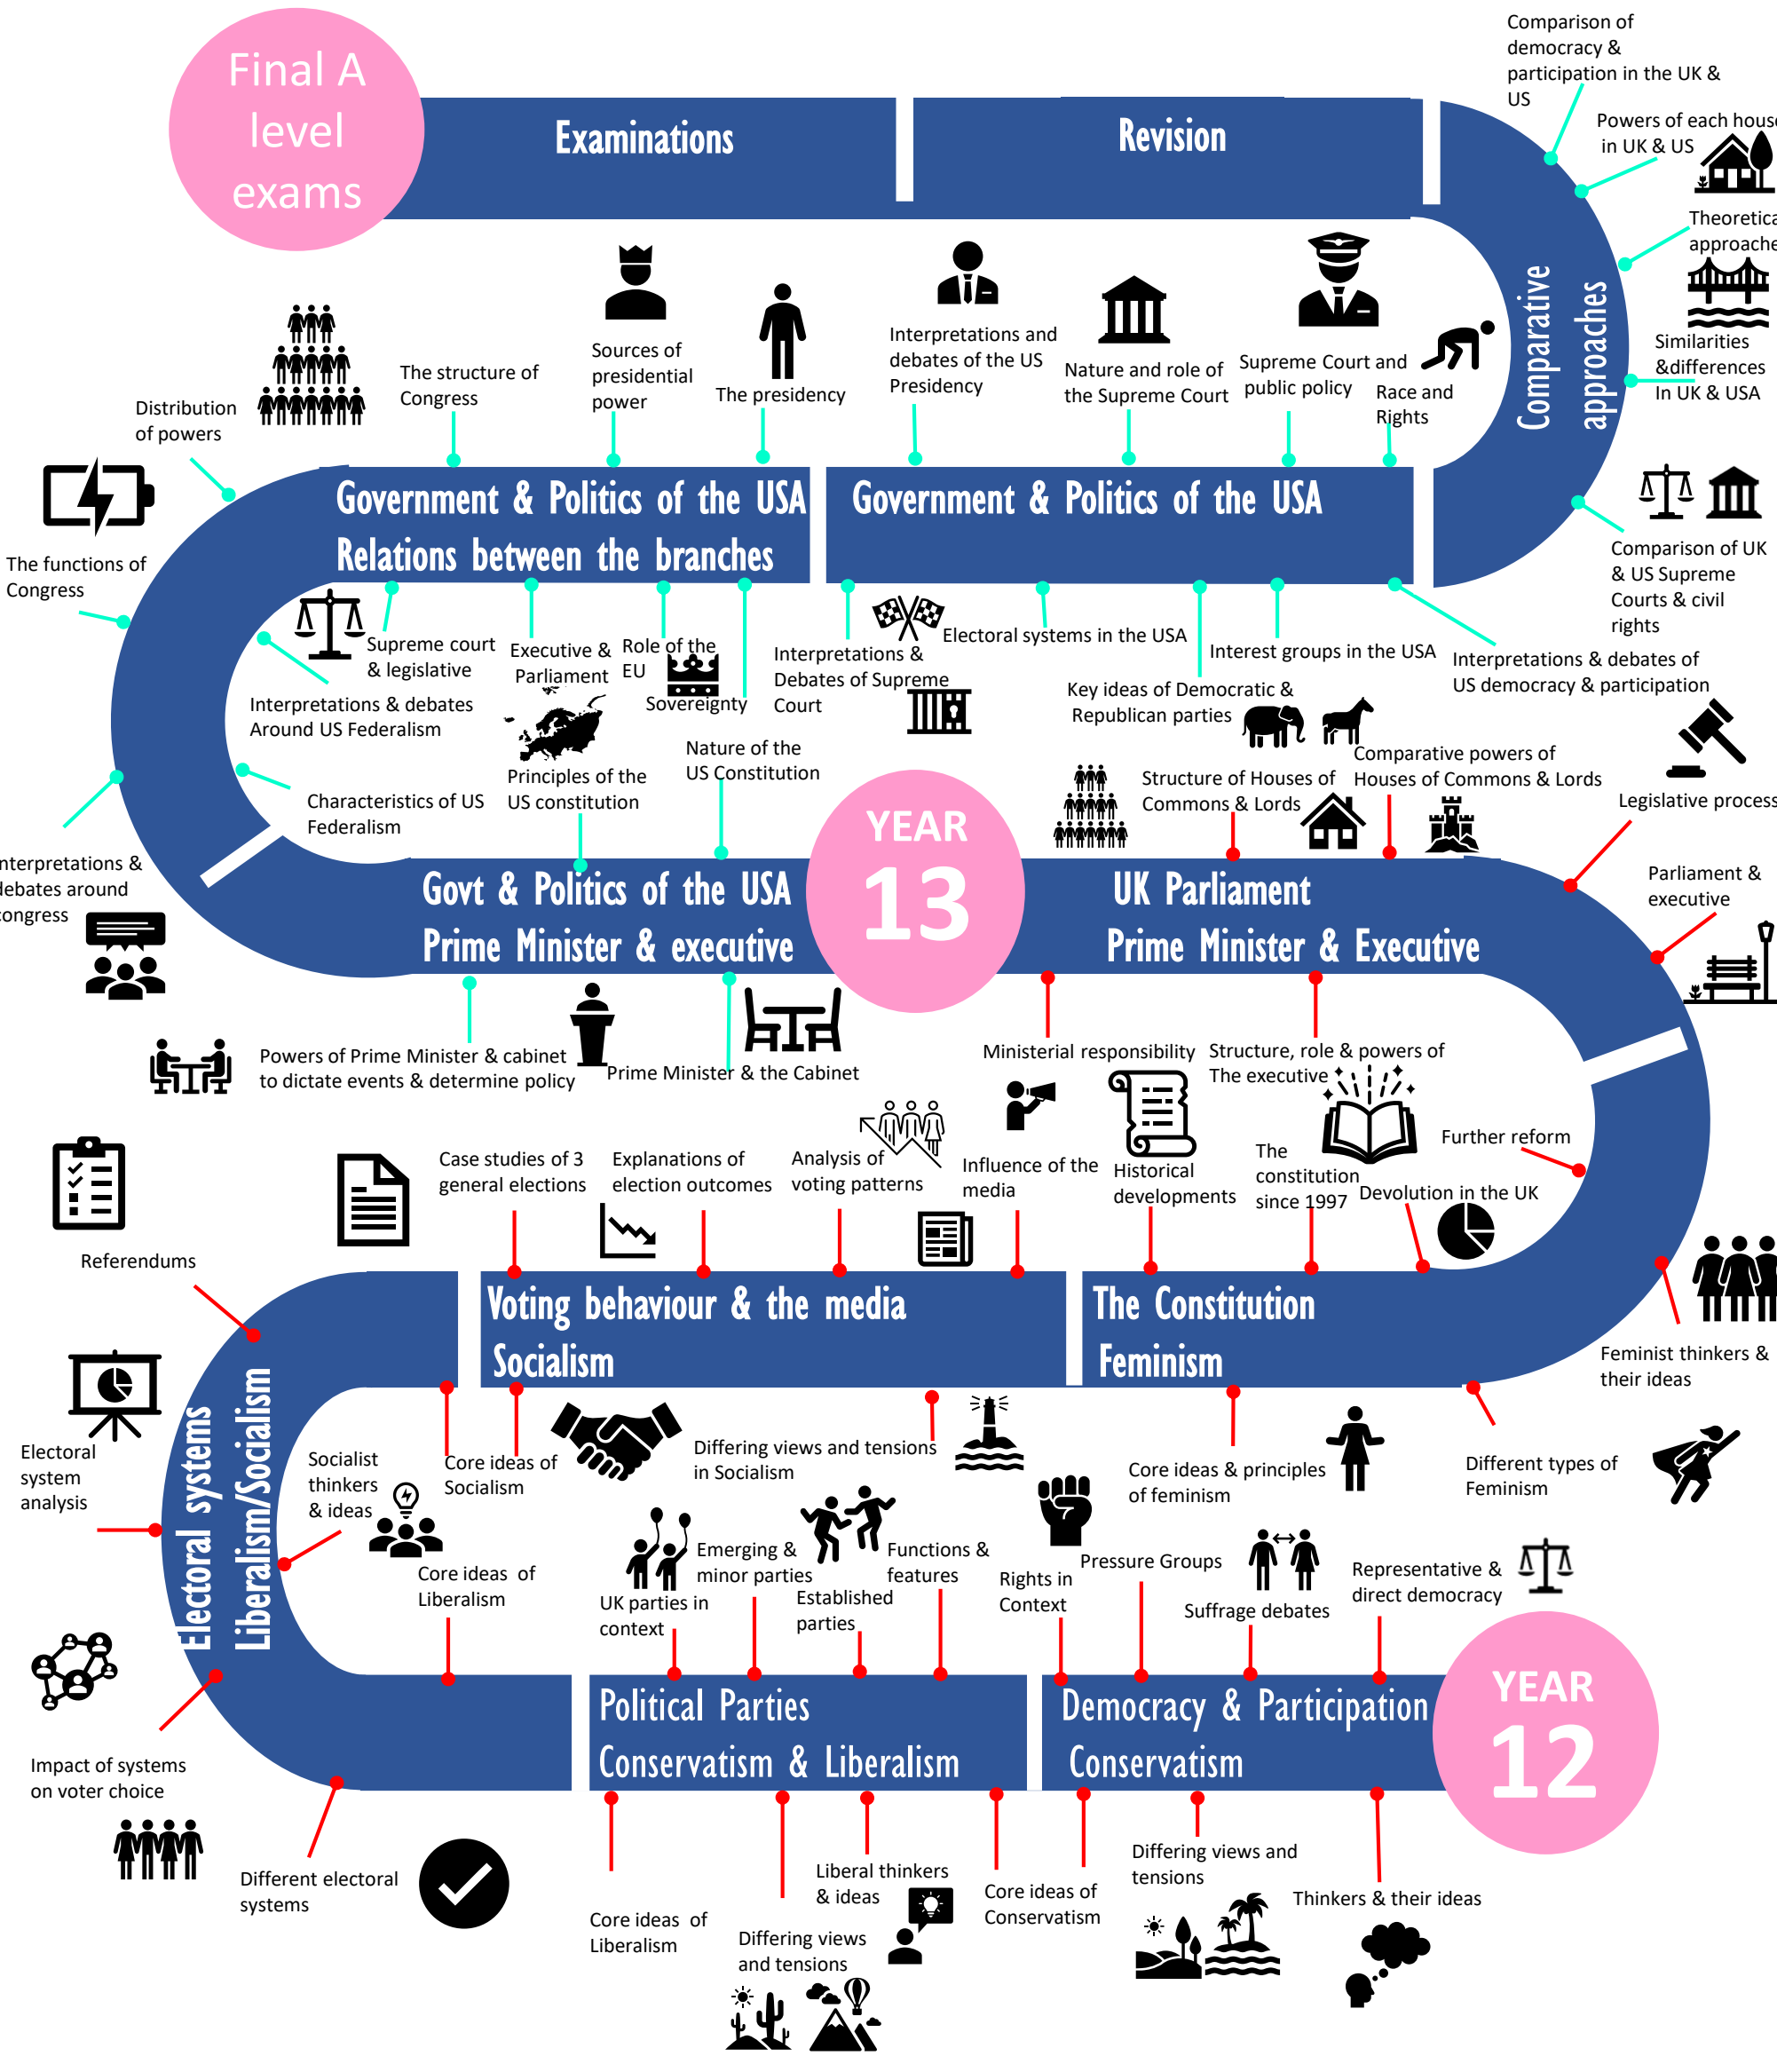 Final A
level
exams
Examinations
Revision
Comparison of
democracy &
participation in the UK &
US
Powers of each house
in UK & US
Theoretica
approache
Similarities
&differences
In UK & USA
Comparative
approaches
Comparison of UK
& US Supreme
Courts & civil
rights
Distribution
of powers
The structure of
Congress
Sources of
presidential
power
The presidency
Interpretations and
debates of the US
Presidency
Nature and role of
the Supreme Court
Supreme Court and
public policy
Race and
Rights
Government & Politics of the USA
Relations between the branches
Government & Politics of the USA
The functions of
Congress
Supreme court
& legislative
Executive &
Parliament
Role of the
EU
Sovereignty
Interpretations &
Debates of Supreme
Court
Electoral systems in the USA
Interest groups in the USA
Interpretations & debates of
US democracy & participation
Key ideas of Democratic &
Republican parties
Interpretations & debates
Around US Federalism
Characteristics of US
Federalism
Principles of the
US constitution
Nature of the
US Constitution
nterpretations &
debates around
congress
YEAR
13
Structure of Houses of
Commons & Lords
Comparative powers of
Houses of Commons & Lords
Legislative process
Parliament &
executive
Govt & Politics of the USA
Prime Minister & executive
UK Parliament
Prime Minister & Executive
Powers of Prime Minister & cabinet
to dictate events & determine policy
Prime Minister & the Cabinet
Ministerial responsibility
Structure, role & powers of
The executive
Further reform
Referendums
Case studies of 3
general elections
Explanations of
election outcomes
Analysis of
voting patterns
Influence of the
media
Historical
developments
The
constitution
since 1997
Devolution in the UK
Voting behaviour & the media
Socialism
The Constitution
Feminism
Feminist thinkers &
their ideas
Electoral
system
analysis
Electoral systems
Liberalism/Socialism
Socialist
thinkers
& ideas
Core ideas of
Socialism
Differing views and tensions
in Socialism
Core ideas & principles
of feminism
Different types of
Feminism
Core ideas  of
Liberalism
UK parties in
context
Emerging &
minor parties
Established
parties
Functions &
features
Rights in
Context
Pressure Groups
Suffrage debates
Representative &
direct democracy
Political Parties
Conservatism & Liberalism
Democracy & Participation
Conservatism
YEAR
12
Impact of systems
on voter choice
Different electoral
systems
Core ideas  of
Liberalism
Differing views
and tensions
Liberal thinkers
& ideas
Core ideas of
Conservatism
Differing views and
tensions
Thinkers & their ideas